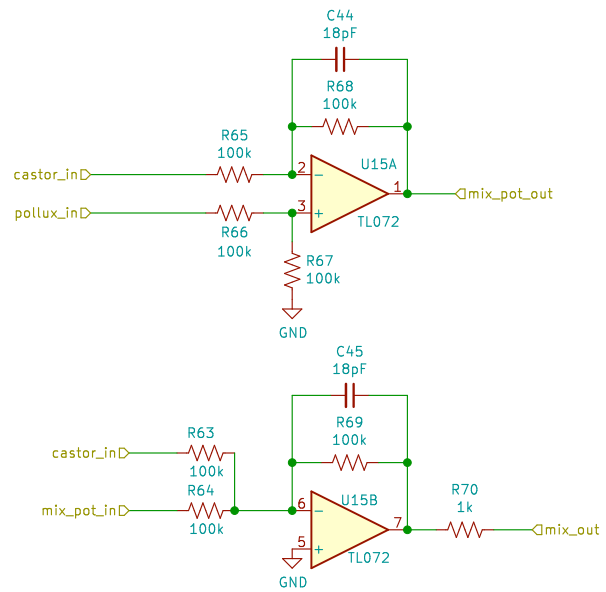 C44
18pF
R68
100k
R65
100k
U15A
castor_in
2
−
1
mix_pot_out
pollux_in
3
+
R66
100k
TL072
R67
100k
GND
C45
18pF
R69
100k
R63
castor_in
100k
R64
R70
1k
U15B
mix_pot_in
6
−
100k
7
mix_out
5
+
TL072
GND